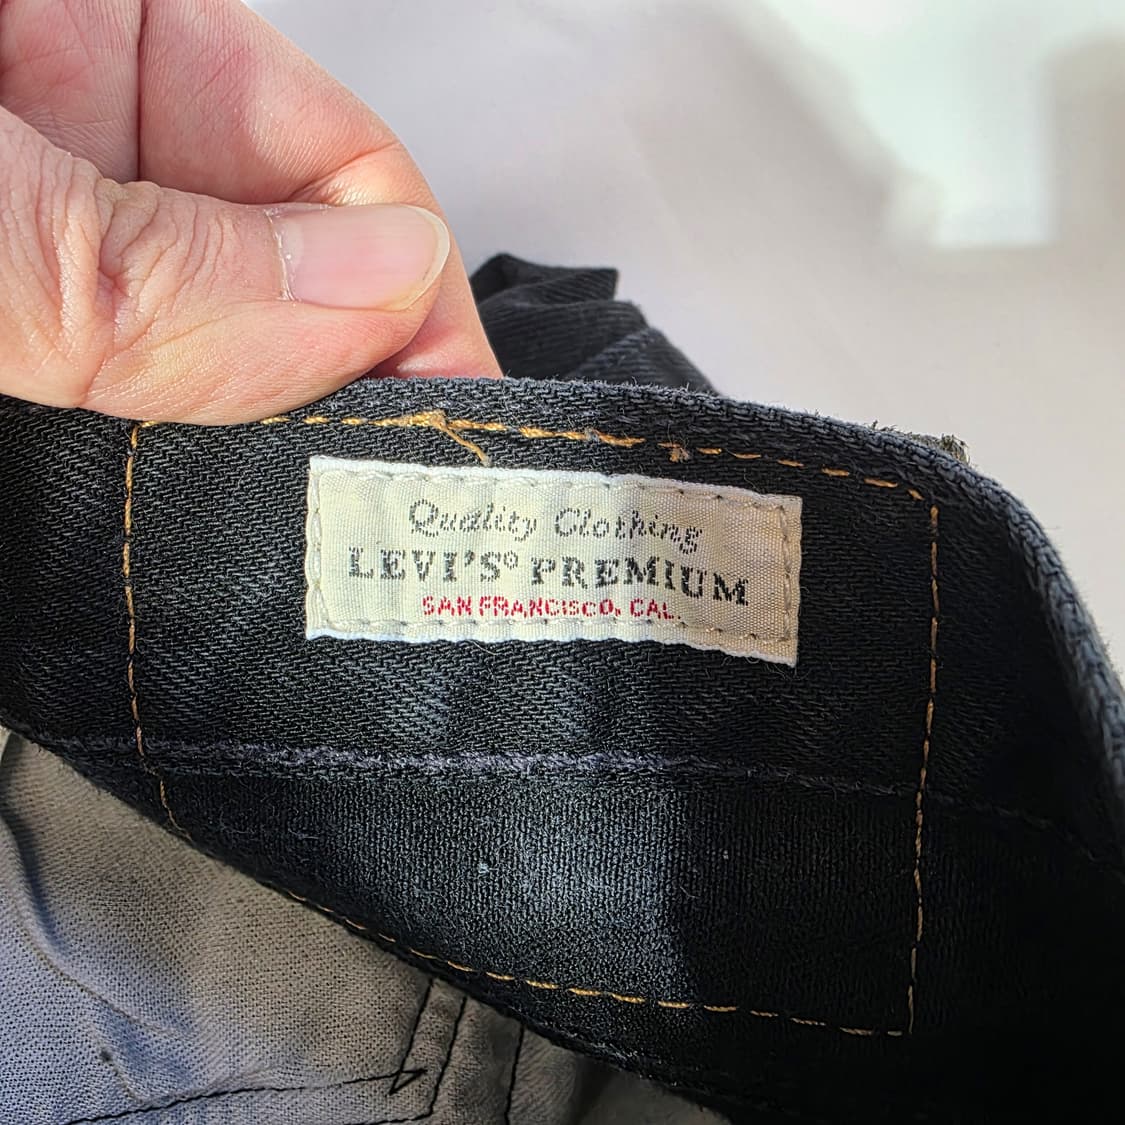 Quality Clothing
LEVI'S® PREMIUM
SAN FRANCISCO, CAL.